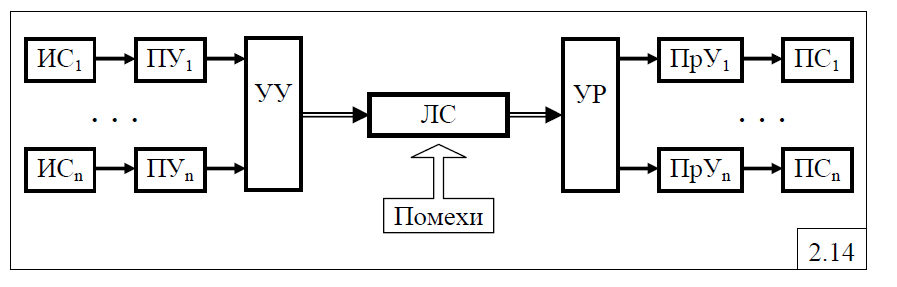 ИС1 ПУ1 УУ ЛС УР ПрУ1 ПС1
. . . . . .
ИСn ПУn ПрУn ПСn
Помехи
2.14